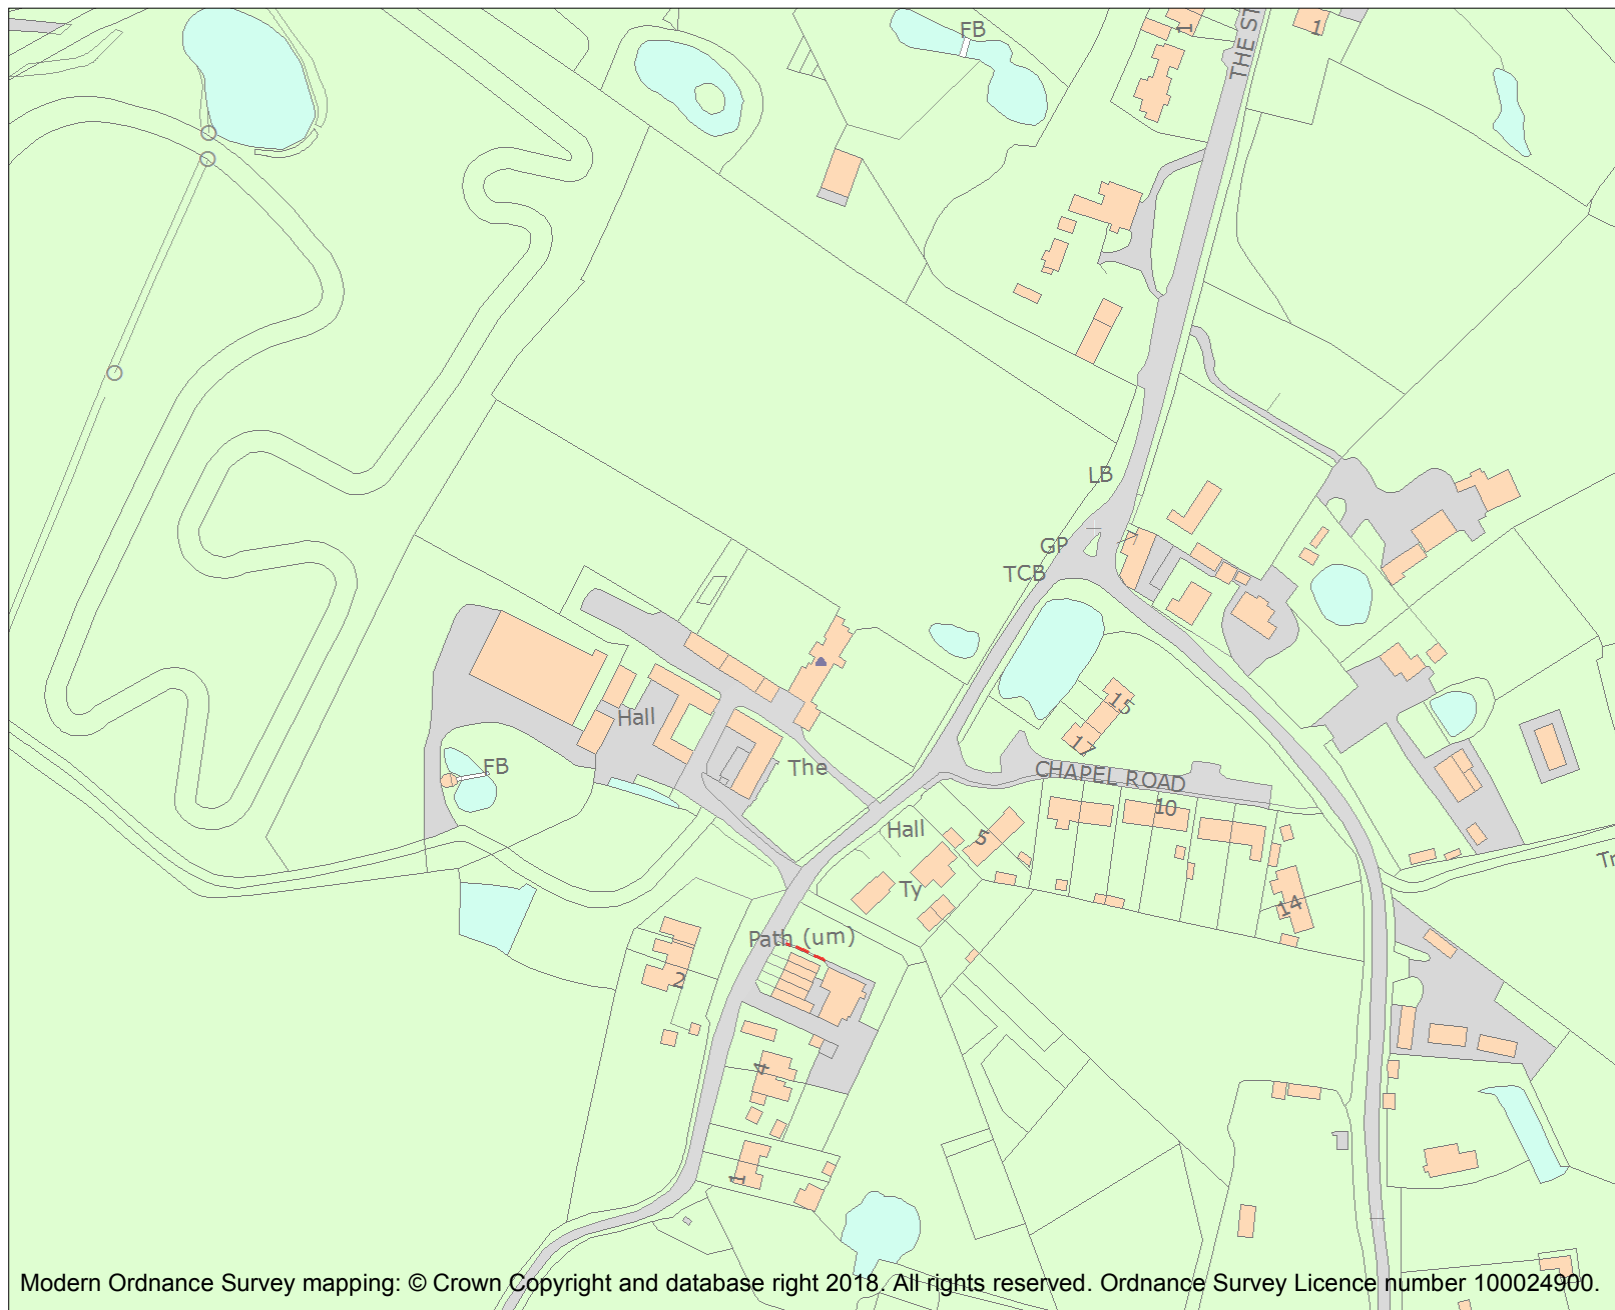 FB
1
THE ST
1
LB
7
GP
TCB
15
Hall
17
The
FB
CHAPEL ROAD
10
Hall
5
Tr
Ty
14
Path (um)
2
4
1
Modern Ordnance Survey mapping: © Crown Copyright and database right 2018. All rights reserved. Ordnance Survey Licence number 100024900.